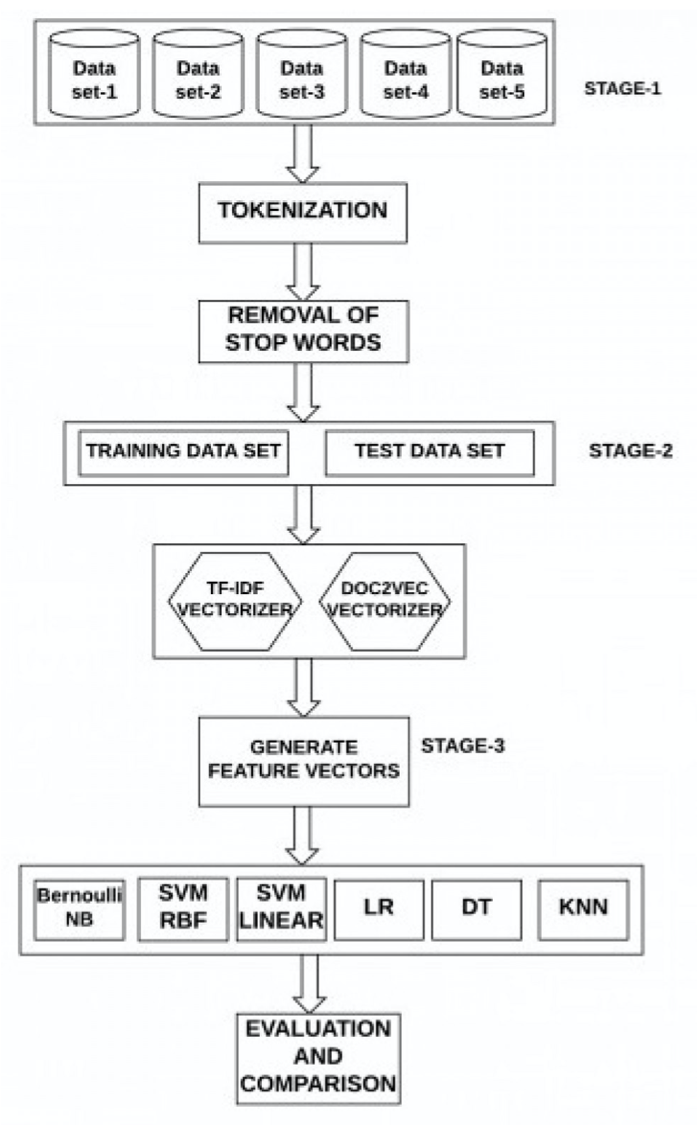 Data
set-1
Data
set-2
Data
set-3
Data
set-4
Data
set-5
STAGE-1
TOKENIZATION
REMOVAL OF
STOP WORDS
TRAINING DATA SET
TEST DATA SET
STAGE-2
TF-IDF
VECTORIZER
DOC2VEC
VECTORIZER
GENERATE
FEATURE VECTORS
STAGE-3
Bernoulli
NB
SVM
RBF
SVM
LINEAR
LR
DT
KNN
EVALUATION
AND
COMPARISON